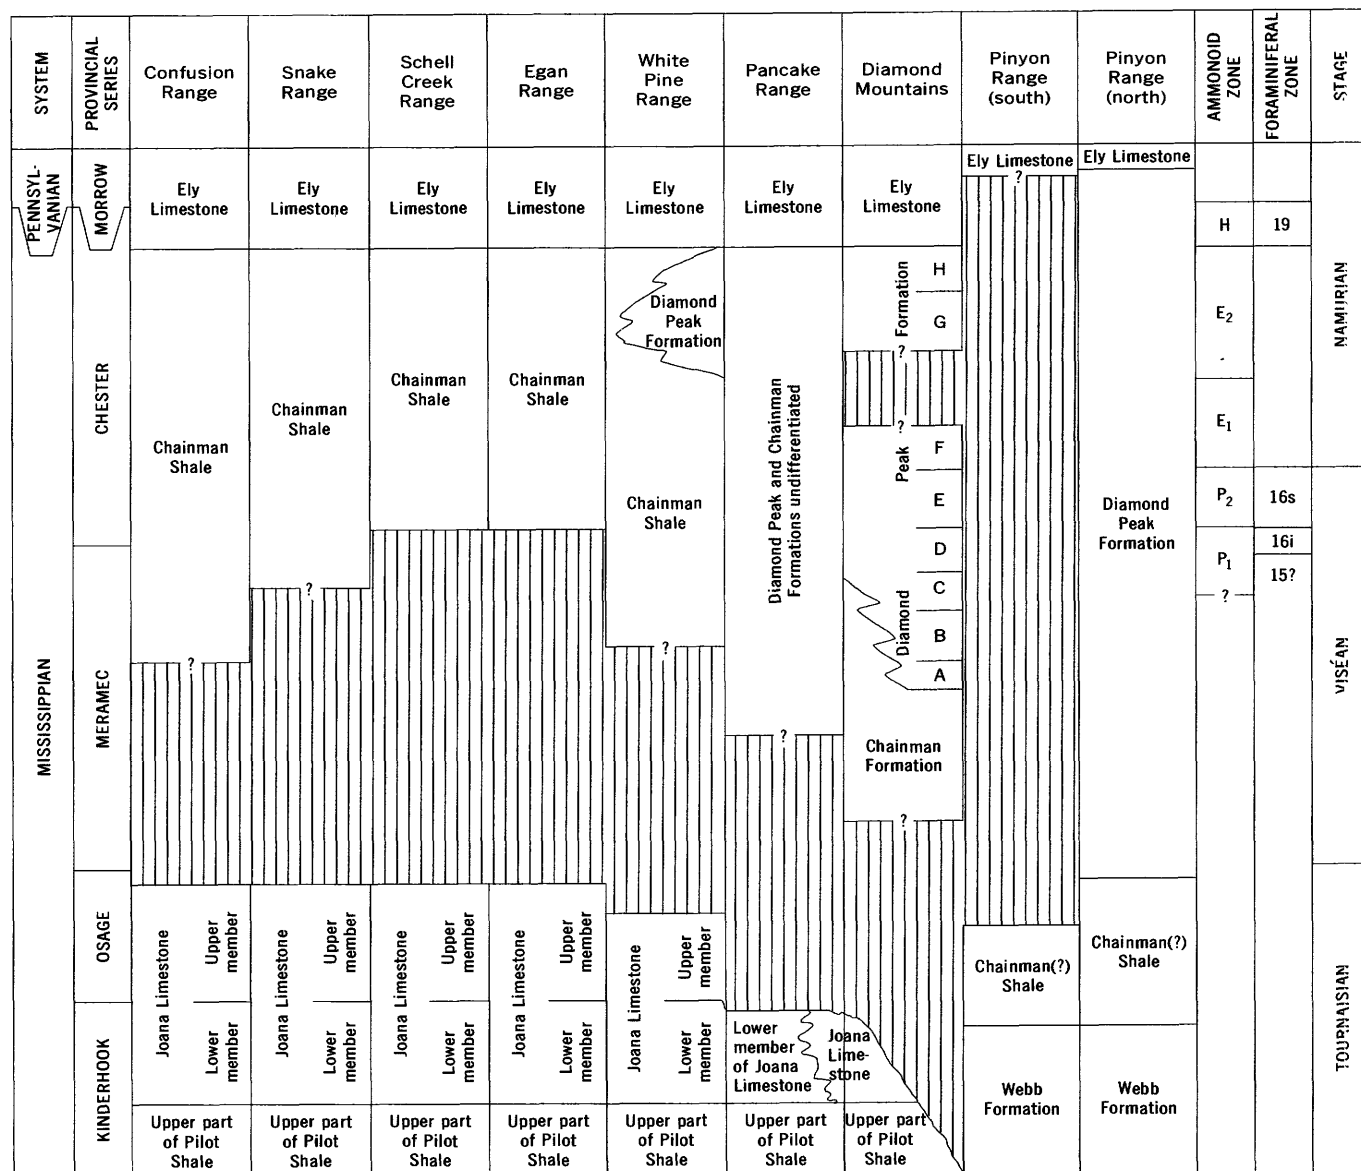 SYSTEM
PROVINCIAL
SERIES
Confusion
Range
Snake
Range
Schell
Creek
Range
Egan
Range
White
Pine
Range
Pancake
Range
Diamond
Mountains
Pinyon
Range
(south)
Pinyon
Range
(north)
AMMONOID
ZONE
FORAMINIFERAL
ZONE
STAGE
PENNSYL-
VANIAN
MISSISSIPPIAN
MORROW
CHESTER
MERAMEC
OSAGE
KINDERHOOK
Ely
Limestone
Chainman
Shale
?
Joana Limestone
Upper
member
Lower
member
Upper part
of Pilot
Shale
Ely
Limestone
Chainman
Shale
?
Joana Limestone
Upper
member
Lower
member
Upper part
of Pilot
Shale
Ely
Limestone
Chainman
Shale
Joana Limestone
Upper
member
Lower
member
Upper part
of Pilot
Shale
Ely
Limestone
Chainman
Shale
Joana Limestone
Upper
member
Lower
member
Upper part
of Pilot
Shale
Ely
Limestone
Diamond
Peak
Formation
Chainman
Shale
?
Joana Limestone
Upper
member
Lower
member
Upper part
of Pilot
Shale
Ely
Limestone
Diamond Peak and Chainman
Formations undifferentiated
?
Lower
member
of Joana
Limestone
Upper part
of Pilot
Shale
Ely
Limestone
Diamond Peak Formation
H
G
?
?
F
E
D
C
B
A
Chainman
Formation
?
Joana
Lime-
stone
Upper part
of Pilot
Shale
Ely Limestone
?
Chainman(?)
Shale
Webb
Formation
Ely Limestone
Diamond
Peak
Formation
Chainman(?)
Shale
Webb
Formation
H
E2
E1
P2
P1
?
19
16s
16i
15?
NAMURIAN
VISÉAN
TOURNAISIAN